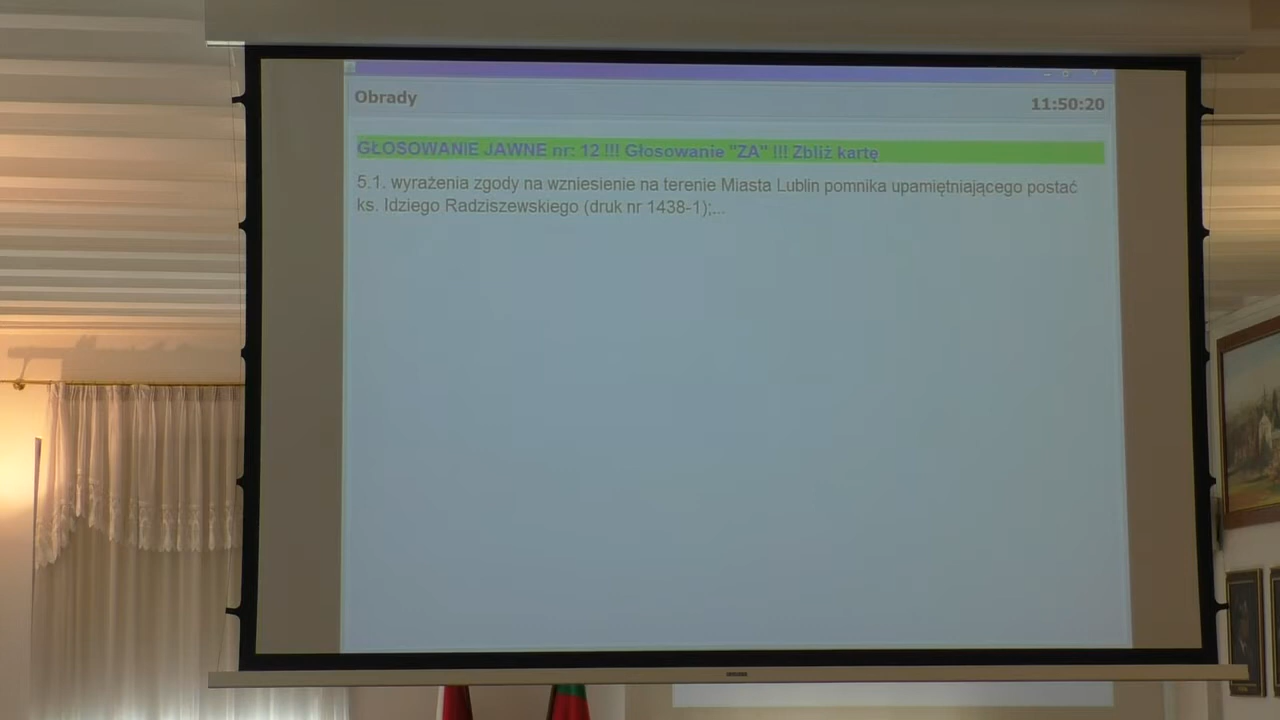 Obrady
11:50:20
GŁOSOWANIE JAWNE nr: 12 !!! Głosowanie "ZA" !!! Zbliż kartę
5.1. wyrażenia zgody na wzniesienie na terenie Miasta Lublin pomnika upamiętniającego postać
ks. Idziego Radziszewskiego (druk nr 1438-1);...